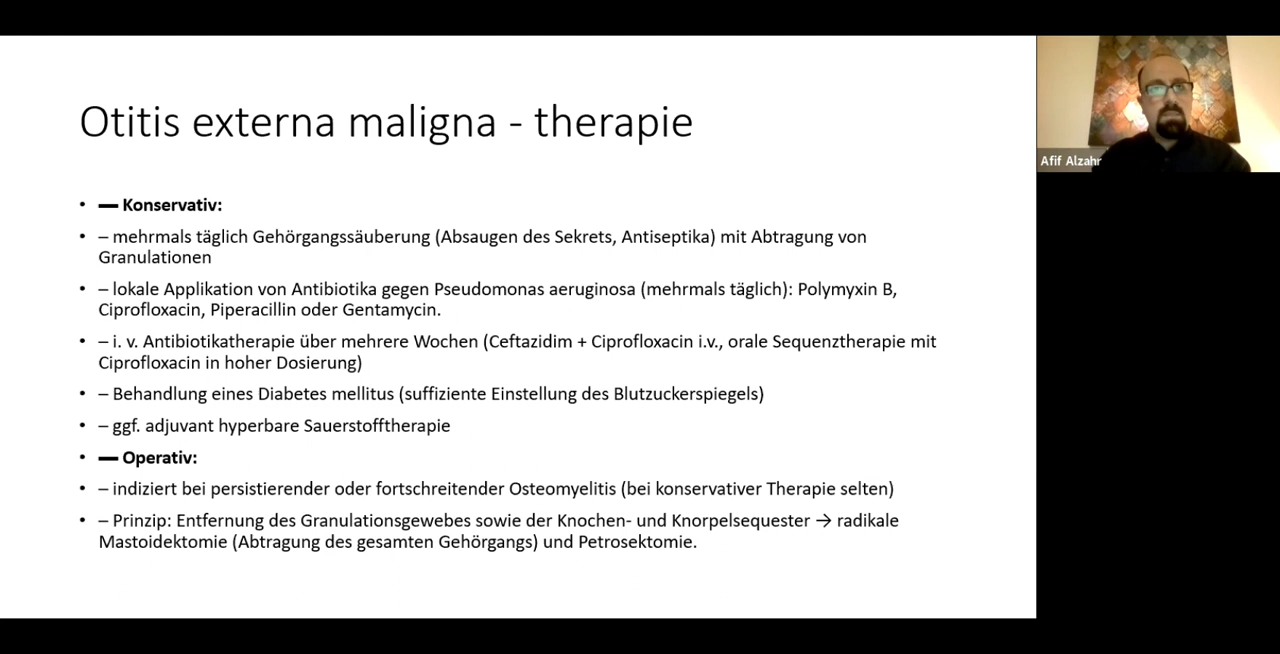 Otitis externa maligna - therapie
• — Konservativ:
• – mehrmals täglich Gehörgangssäuberung (Absaugen des Sekrets, Antiseptika) mit Abtragung von
Granulationen
• – lokale Applikation von Antibiotika gegen Pseudomonas aeruginosa (mehrmals täglich): Polymyxin B,
Ciprofloxacin, Piperacillin oder Gentamycin.
• – i. v. Antibiotikatherapie über mehrere Wochen (Ceftazidim + Ciprofloxacin i.v., orale Sequenztherapie mit
Ciprofloxacin in hoher Dosierung)
• – Behandlung eines Diabetes mellitus (suffiziente Einstellung des Blutzuckerspiegels)
• – ggf. adjuvant hyperbare Sauerstofftherapie
• — Operativ:
• – indiziert bei persistierender oder fortschreitender Osteomyelitis (bei konservativer Therapie selten)
• – Prinzip: Entfernung des Granulationsgewebes sowie der Knochen- und Knorpelsequester → radikale
Mastoidektomie (Abtragung des gesamten Gehörgangs) und Petrosektomie.
Afif Alzahr